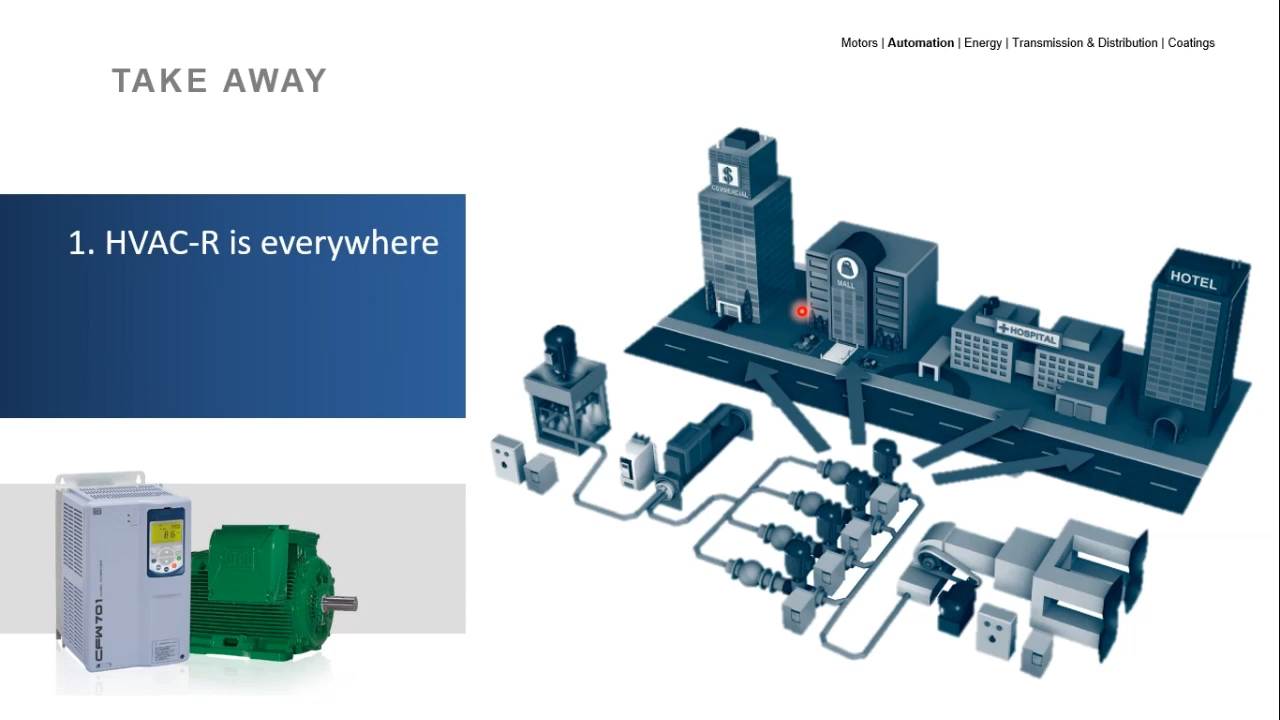 Motors | Automation | Energy | Transmission & Distribution | Coatings
TAKE AWAY
1. HVAC-R is everywhere
$
COMMERCIAL
MALL
HOSPITAL
HOTEL
CFW701